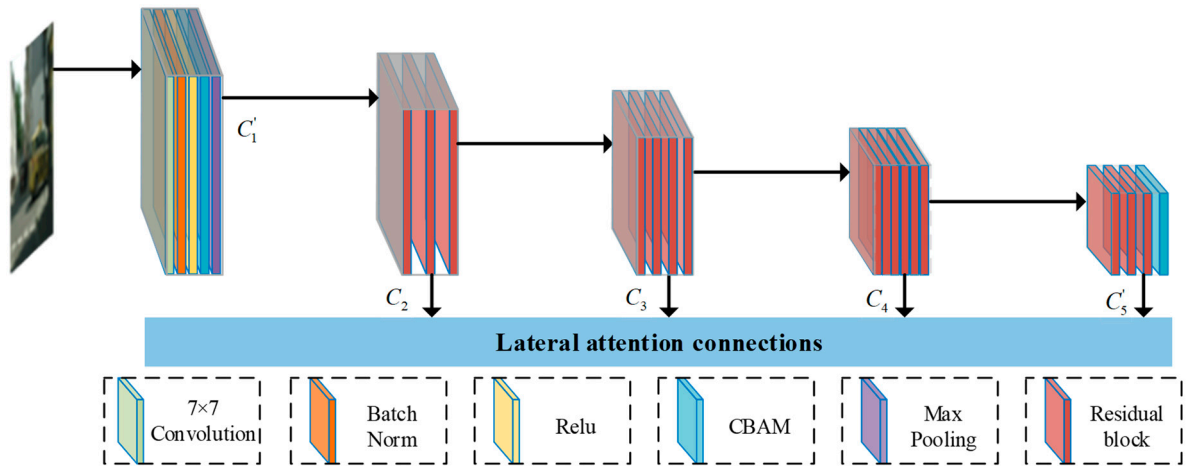 C'₁
C₂
C₃
C₄
C'₅
Lateral attention connections
7×7
Convolution
Batch
Norm
Relu
CBAM
Max
Pooling
Residual
block